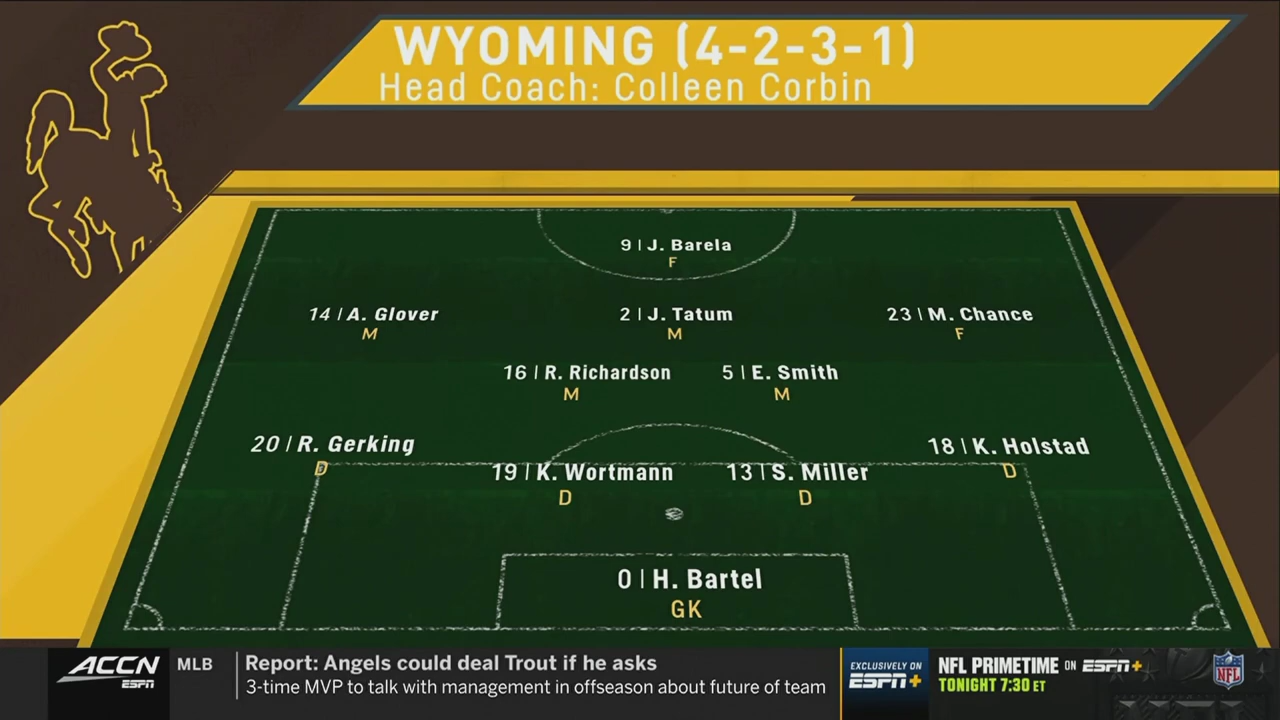 WYOMING (4-2-3-1)
Head Coach: Colleen Corbin
9 | J. Barela
F
14 | A. Glover
M
2 | J. Tatum
M
23 | M. Chance
F
16 | R. Richardson
M
5 | E. Smith
M
20 | R. Gerking
D
19 | K. Wortmann
D
13 | S. Miller
D
18 | K. Holstad
D
0 | H. Bartel
GK
ACCN
ESPN
MLB
Report: Angels could deal Trout if he asks
3-time MVP to talk with management in offseason about future of team
EXCLUSIVELY ON
ESPN+
NFL PRIMETIME ON ESPN+
TONIGHT 7:30 ET
NFL